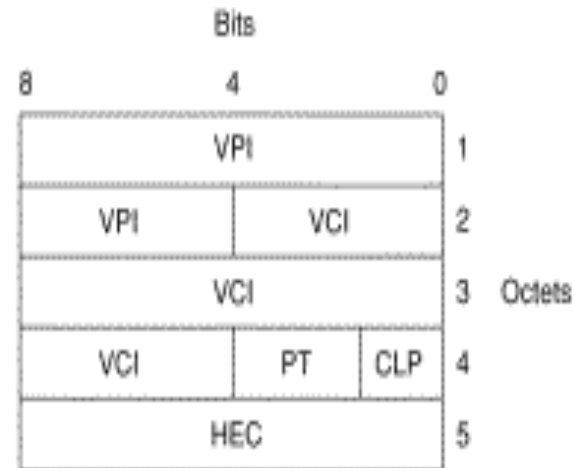 Bits
8 4 0
VPI 1
VPI VCI 2
VCI 3 Octets
VCI PT CLP 4
HEC 5